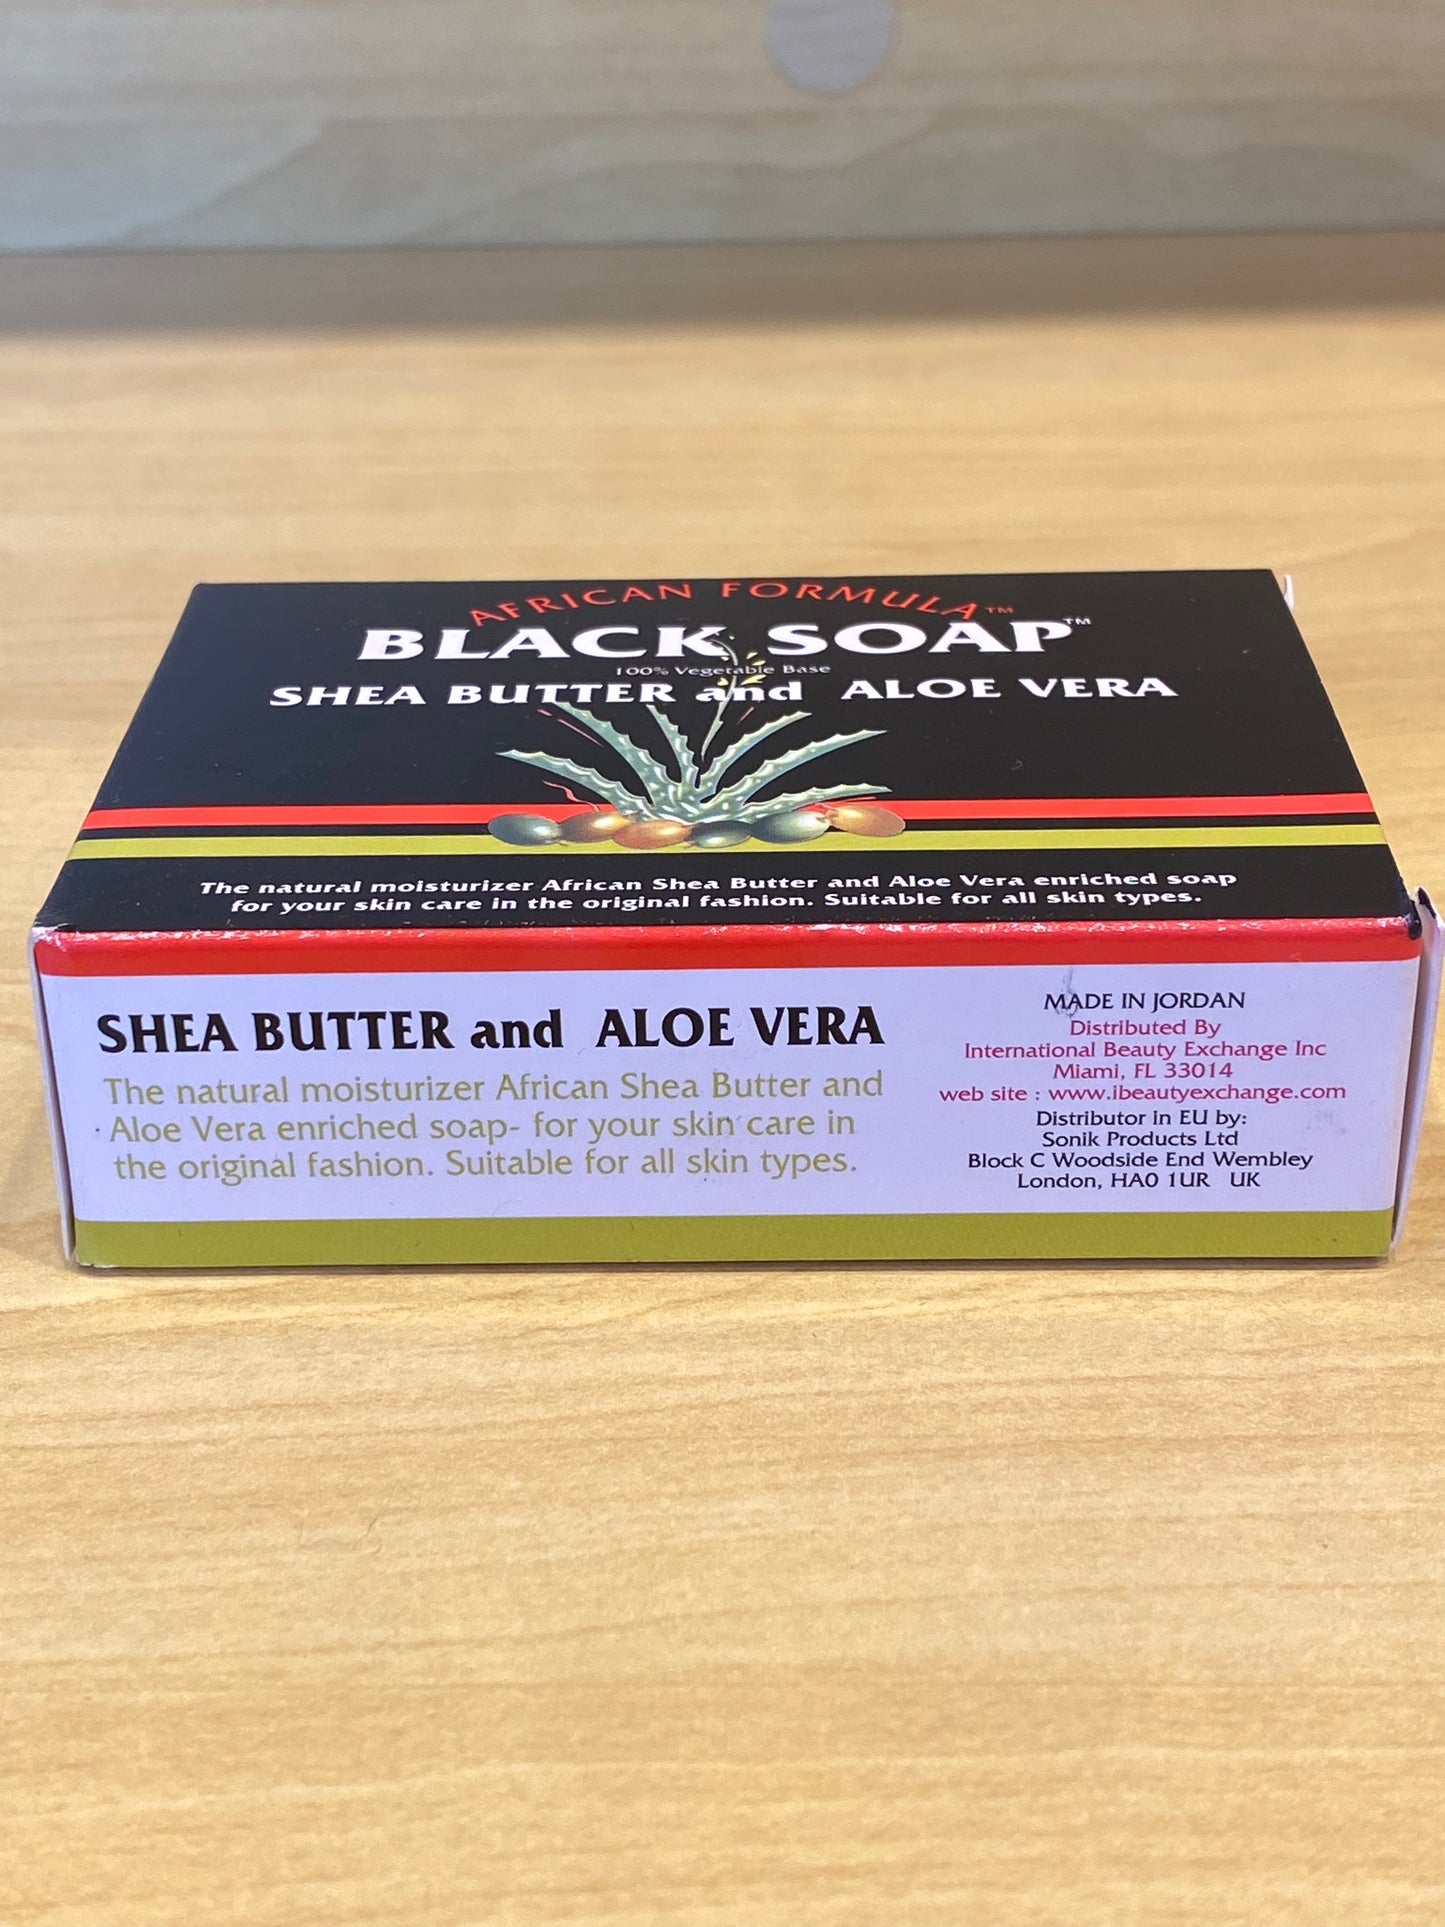 AFRICAN FORMULA™
BLACK SOAP™
100% Vegetable Base
SHEA BUTTER and ALOE VERA
The natural moisturizer African Shea Butter and Aloe Vera enriched soap
for your skin care in the original fashion. Suitable for all skin types.
SHEA BUTTER and ALOE VERA
The natural moisturizer African Shea Butter and
Aloe Vera enriched soap- for your skin care in
the original fashion. Suitable for all skin types.
MADE IN JORDAN
Distributed By
International Beauty Exchange Inc
Miami, FL 33014
web site : www.ibeautyexchange.com
Distributor in EU by:
Sonik Products Ltd
Block C Woodside End Wembley
London, HA0 1UR UK